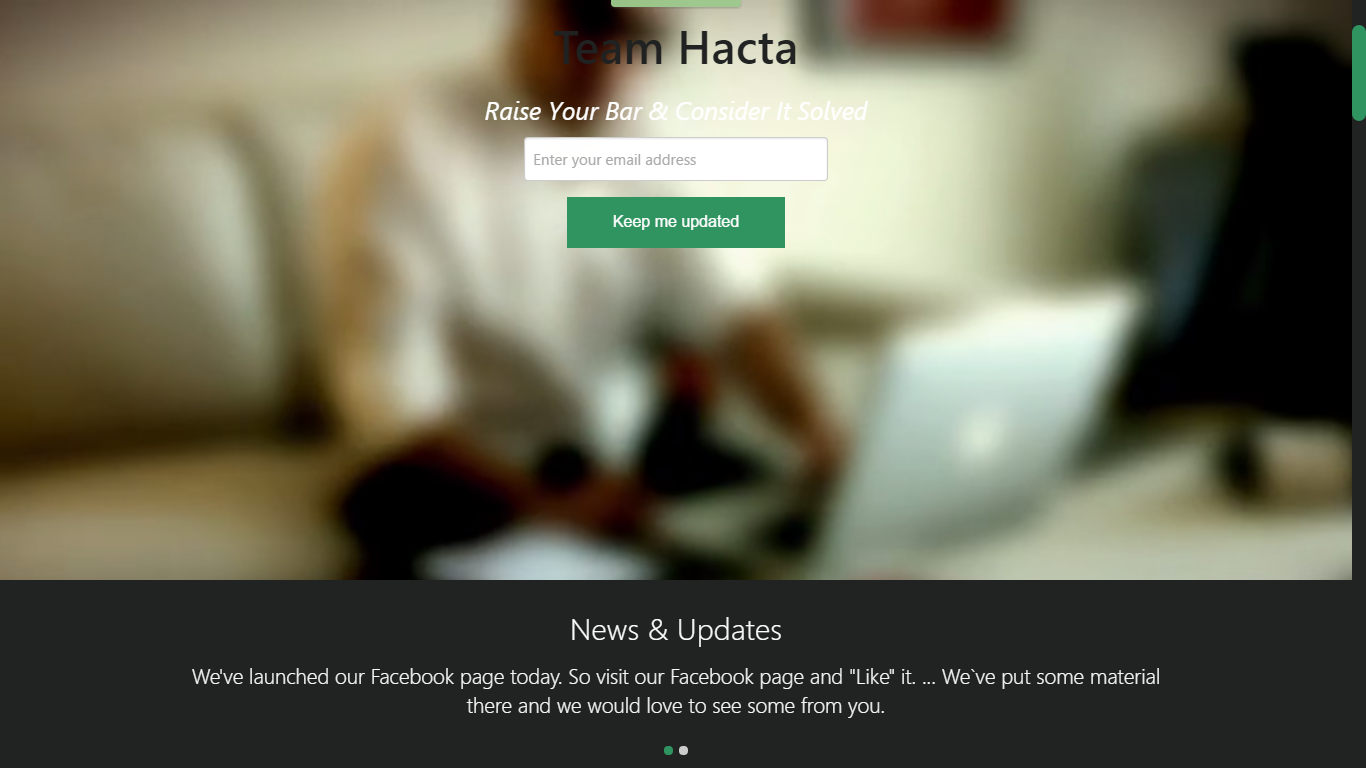 Team Hacta
Raise Your Bar & Consider It Solved
Enter your email address
Keep me updated
News & Updates
We've launched our Facebook page today. So visit our Facebook page and "Like" it. ... We`ve put some material
there and we would love to see some from you.